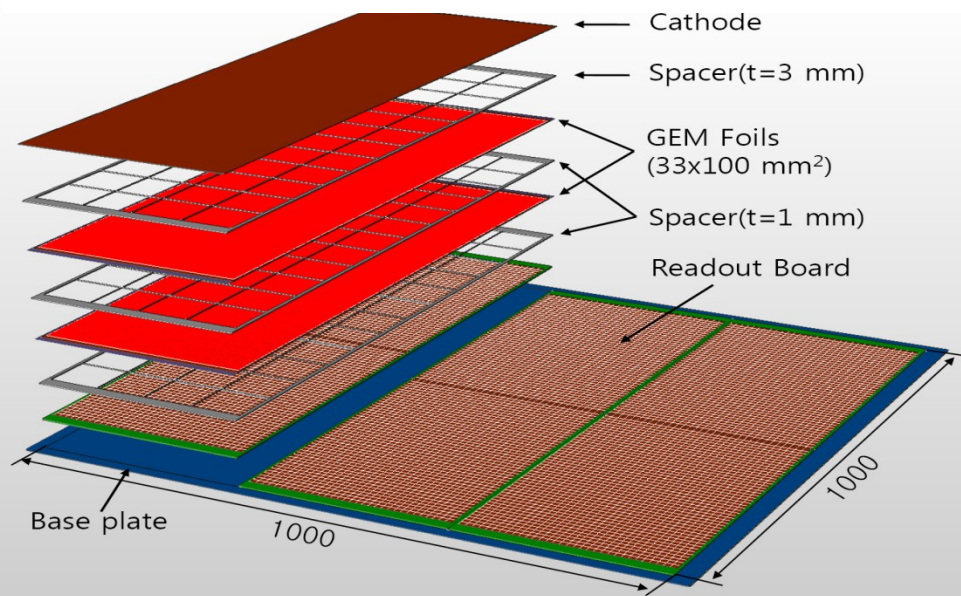 Cathode
Spacer(t=3 mm)
GEM Foils
(33x100 mm²)
Spacer(t=1 mm)
Readout Board
Base plate
1000
1000